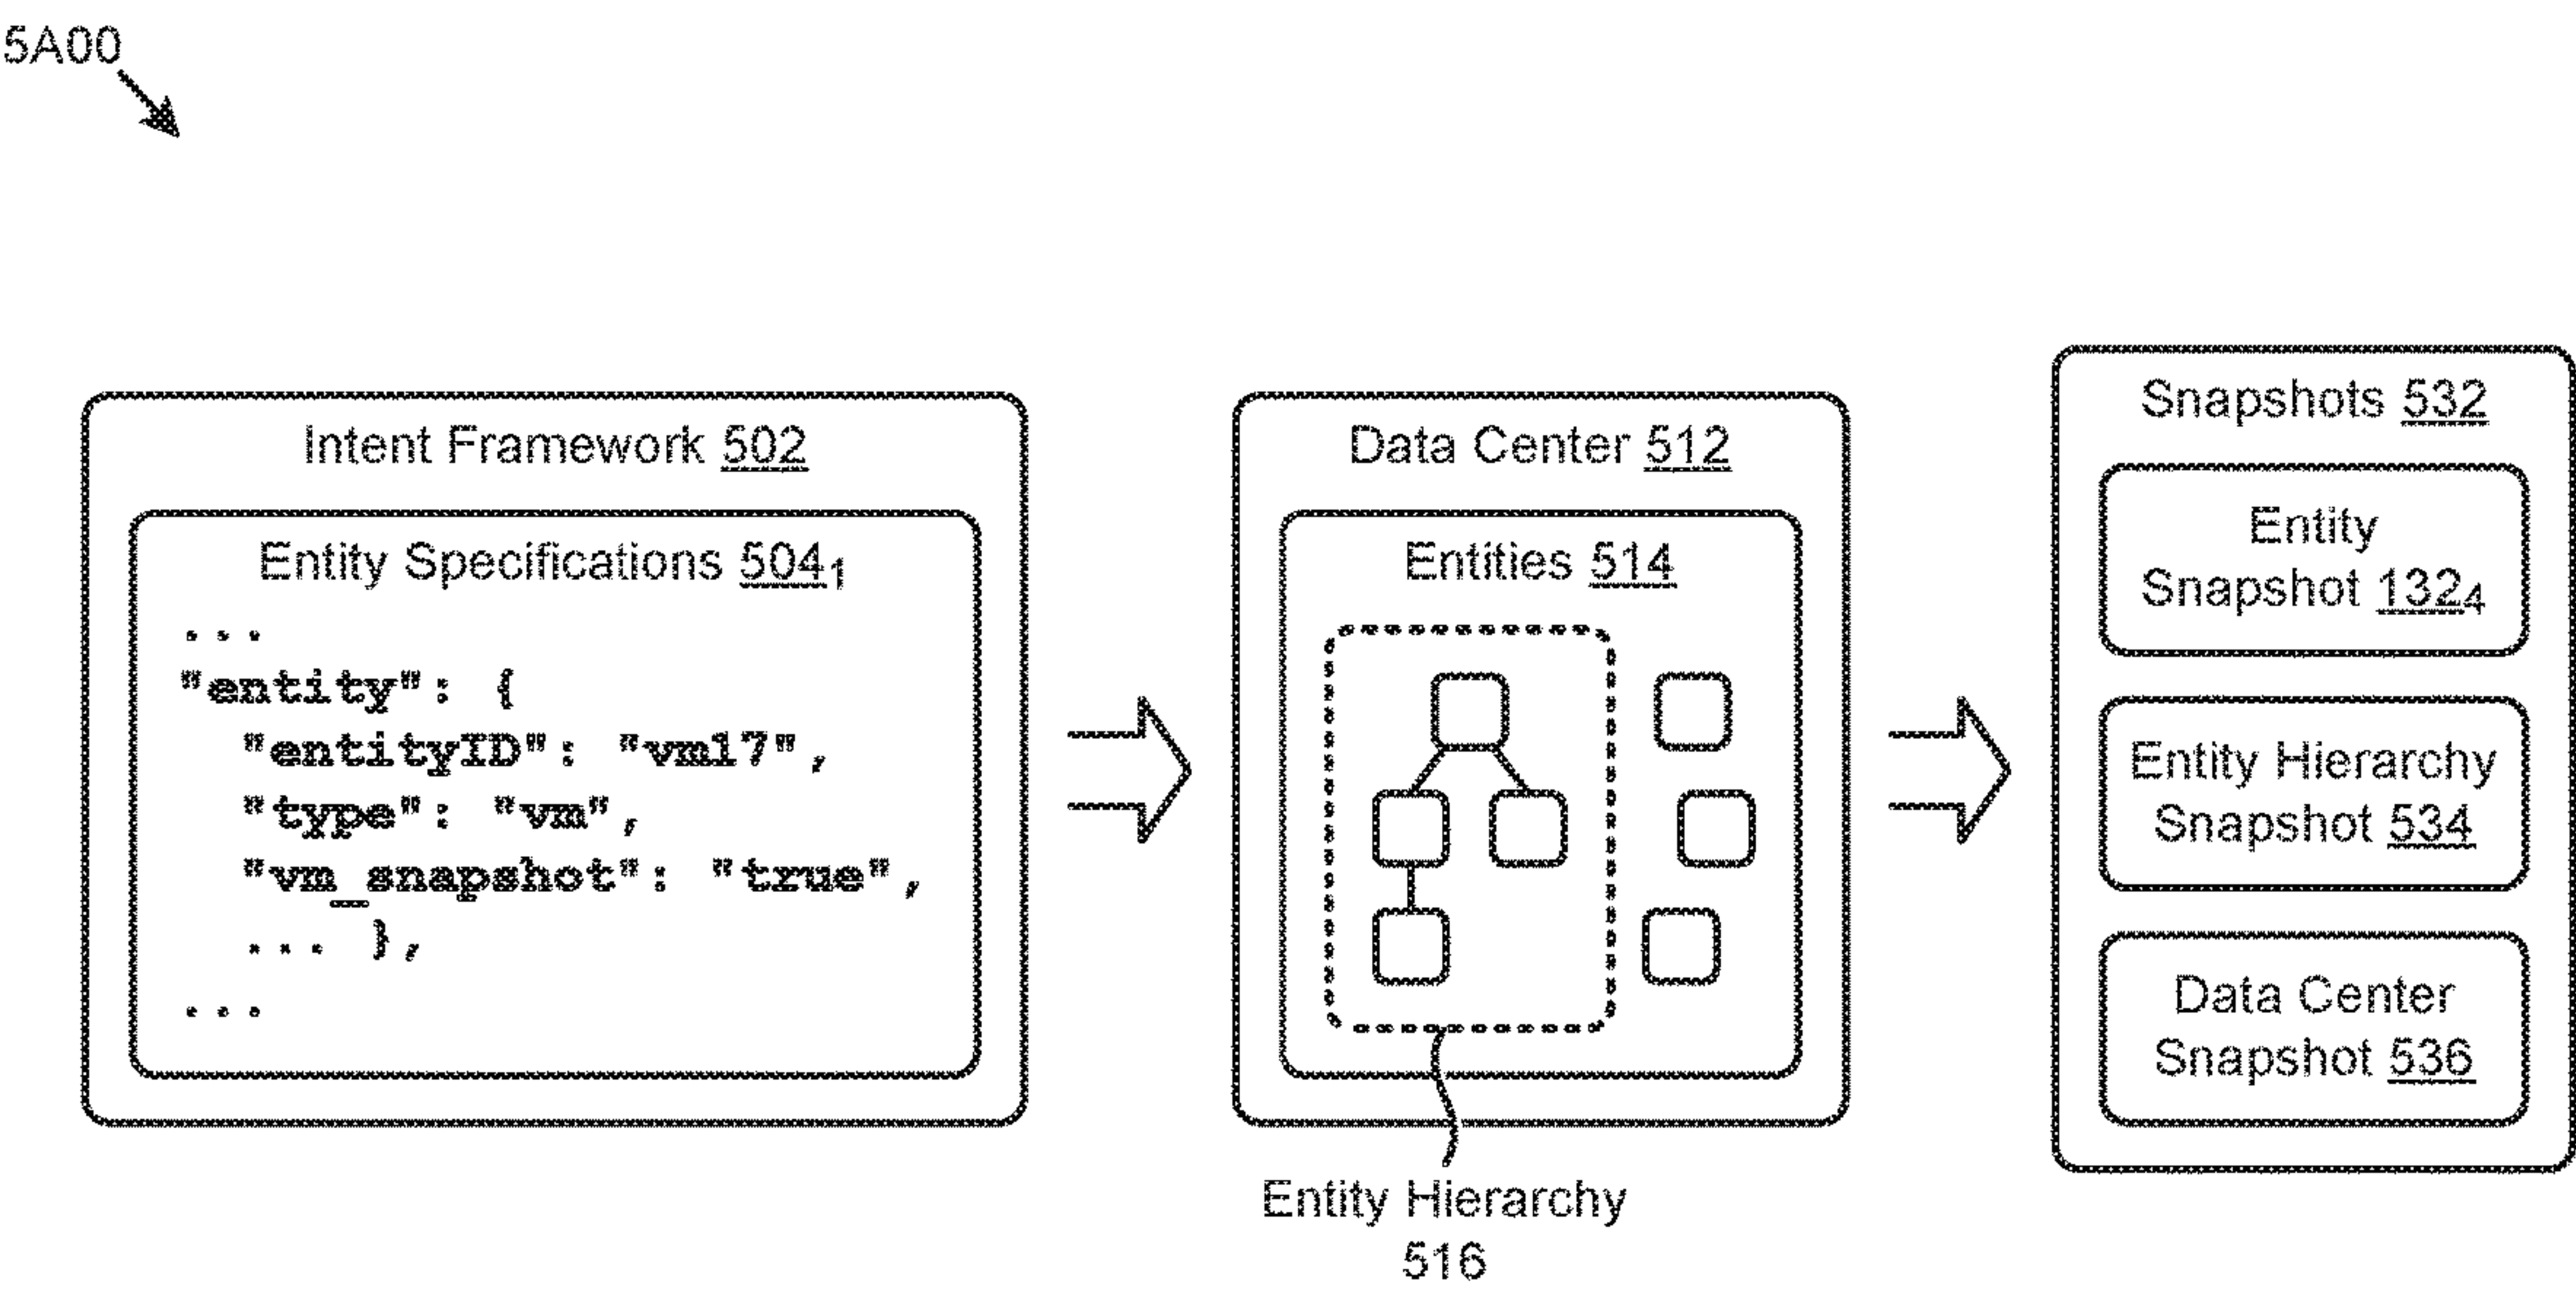 5A00
Intent Framework 502
Entity Specifications 504₁
...
"entity": {
"entityID": "vm17",
"type": "vm",
"vm_snapshot": "true",
... },
...
Data Center 512
Entities 514
Entity Hierarchy
516
Snapshots 532
Entity
Snapshot 132₄
Entity Hierarchy
Snapshot 534
Data Center
Snapshot 536